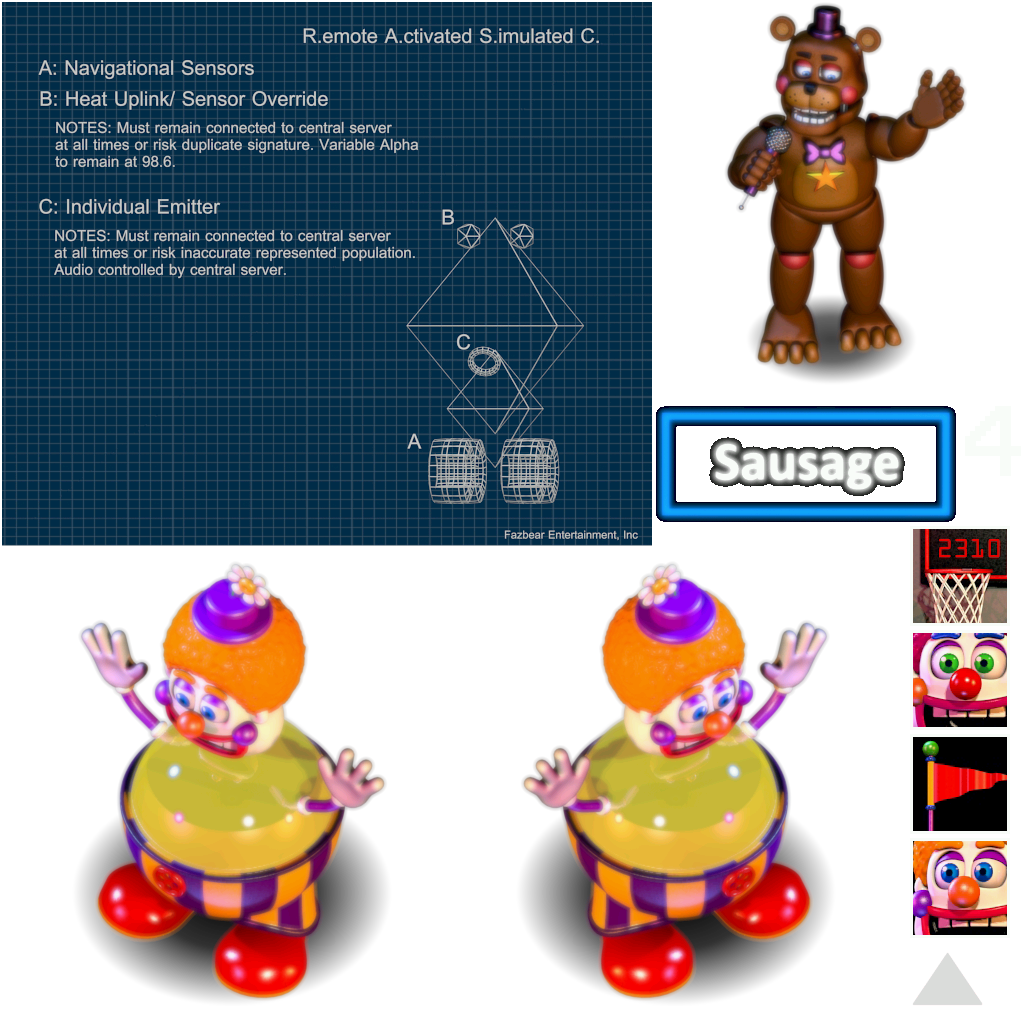 R.emote A.ctivated S.imulated C.
A: Navigational Sensors
B: Heat Uplink/ Sensor Override
NOTES: Must remain connected to central server
at all times or risk duplicate signature. Variable Alpha
to remain at 98.6.
C: Individual Emitter
NOTES: Must remain connected to central server
at all times or risk inaccurate represented population.
Audio controlled by central server.
B
C
A
Fazbear Entertainment, Inc
Sausage
4
2310